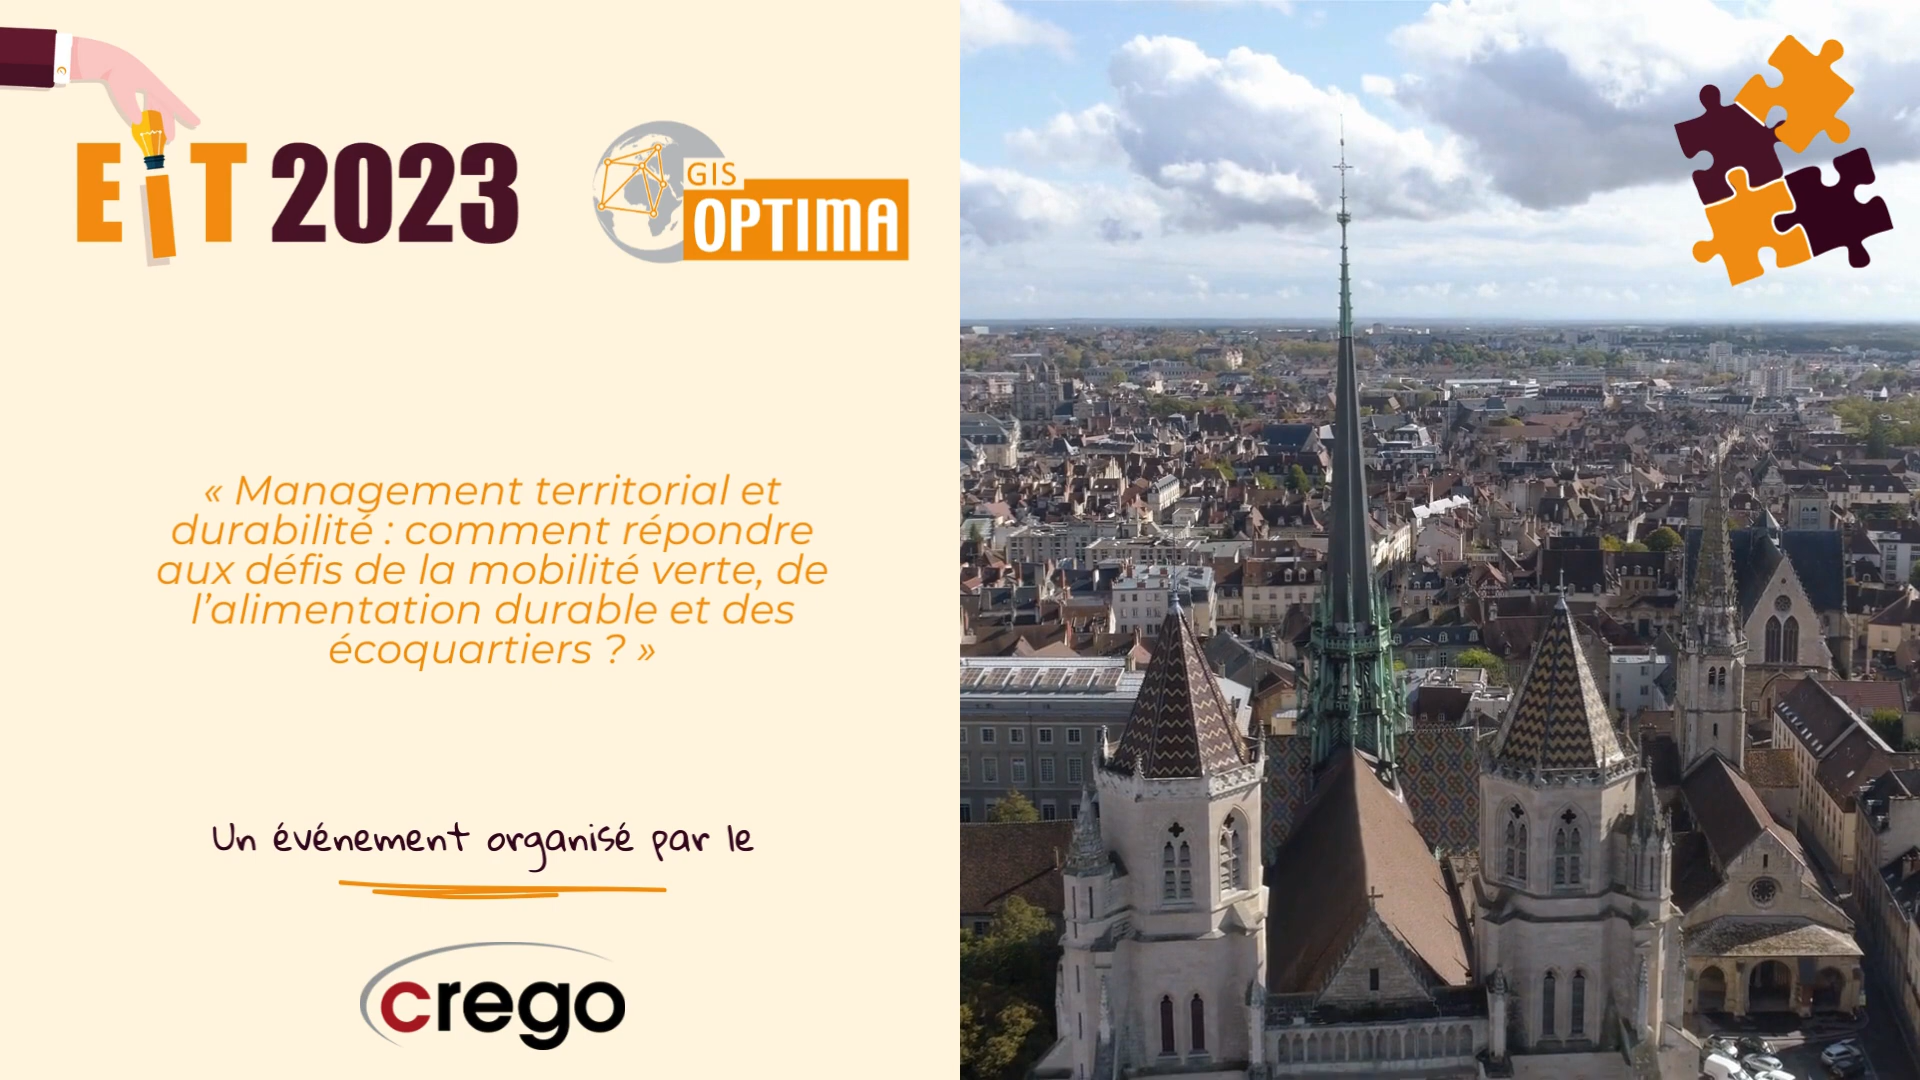 EiT 2023
GIS
OPTIMA
« Management territorial et
durabilité : comment répondre
aux défis de la mobilité verte, de
l’alimentation durable et des
écoquartiers ? »
Un événement organisé par le
crego